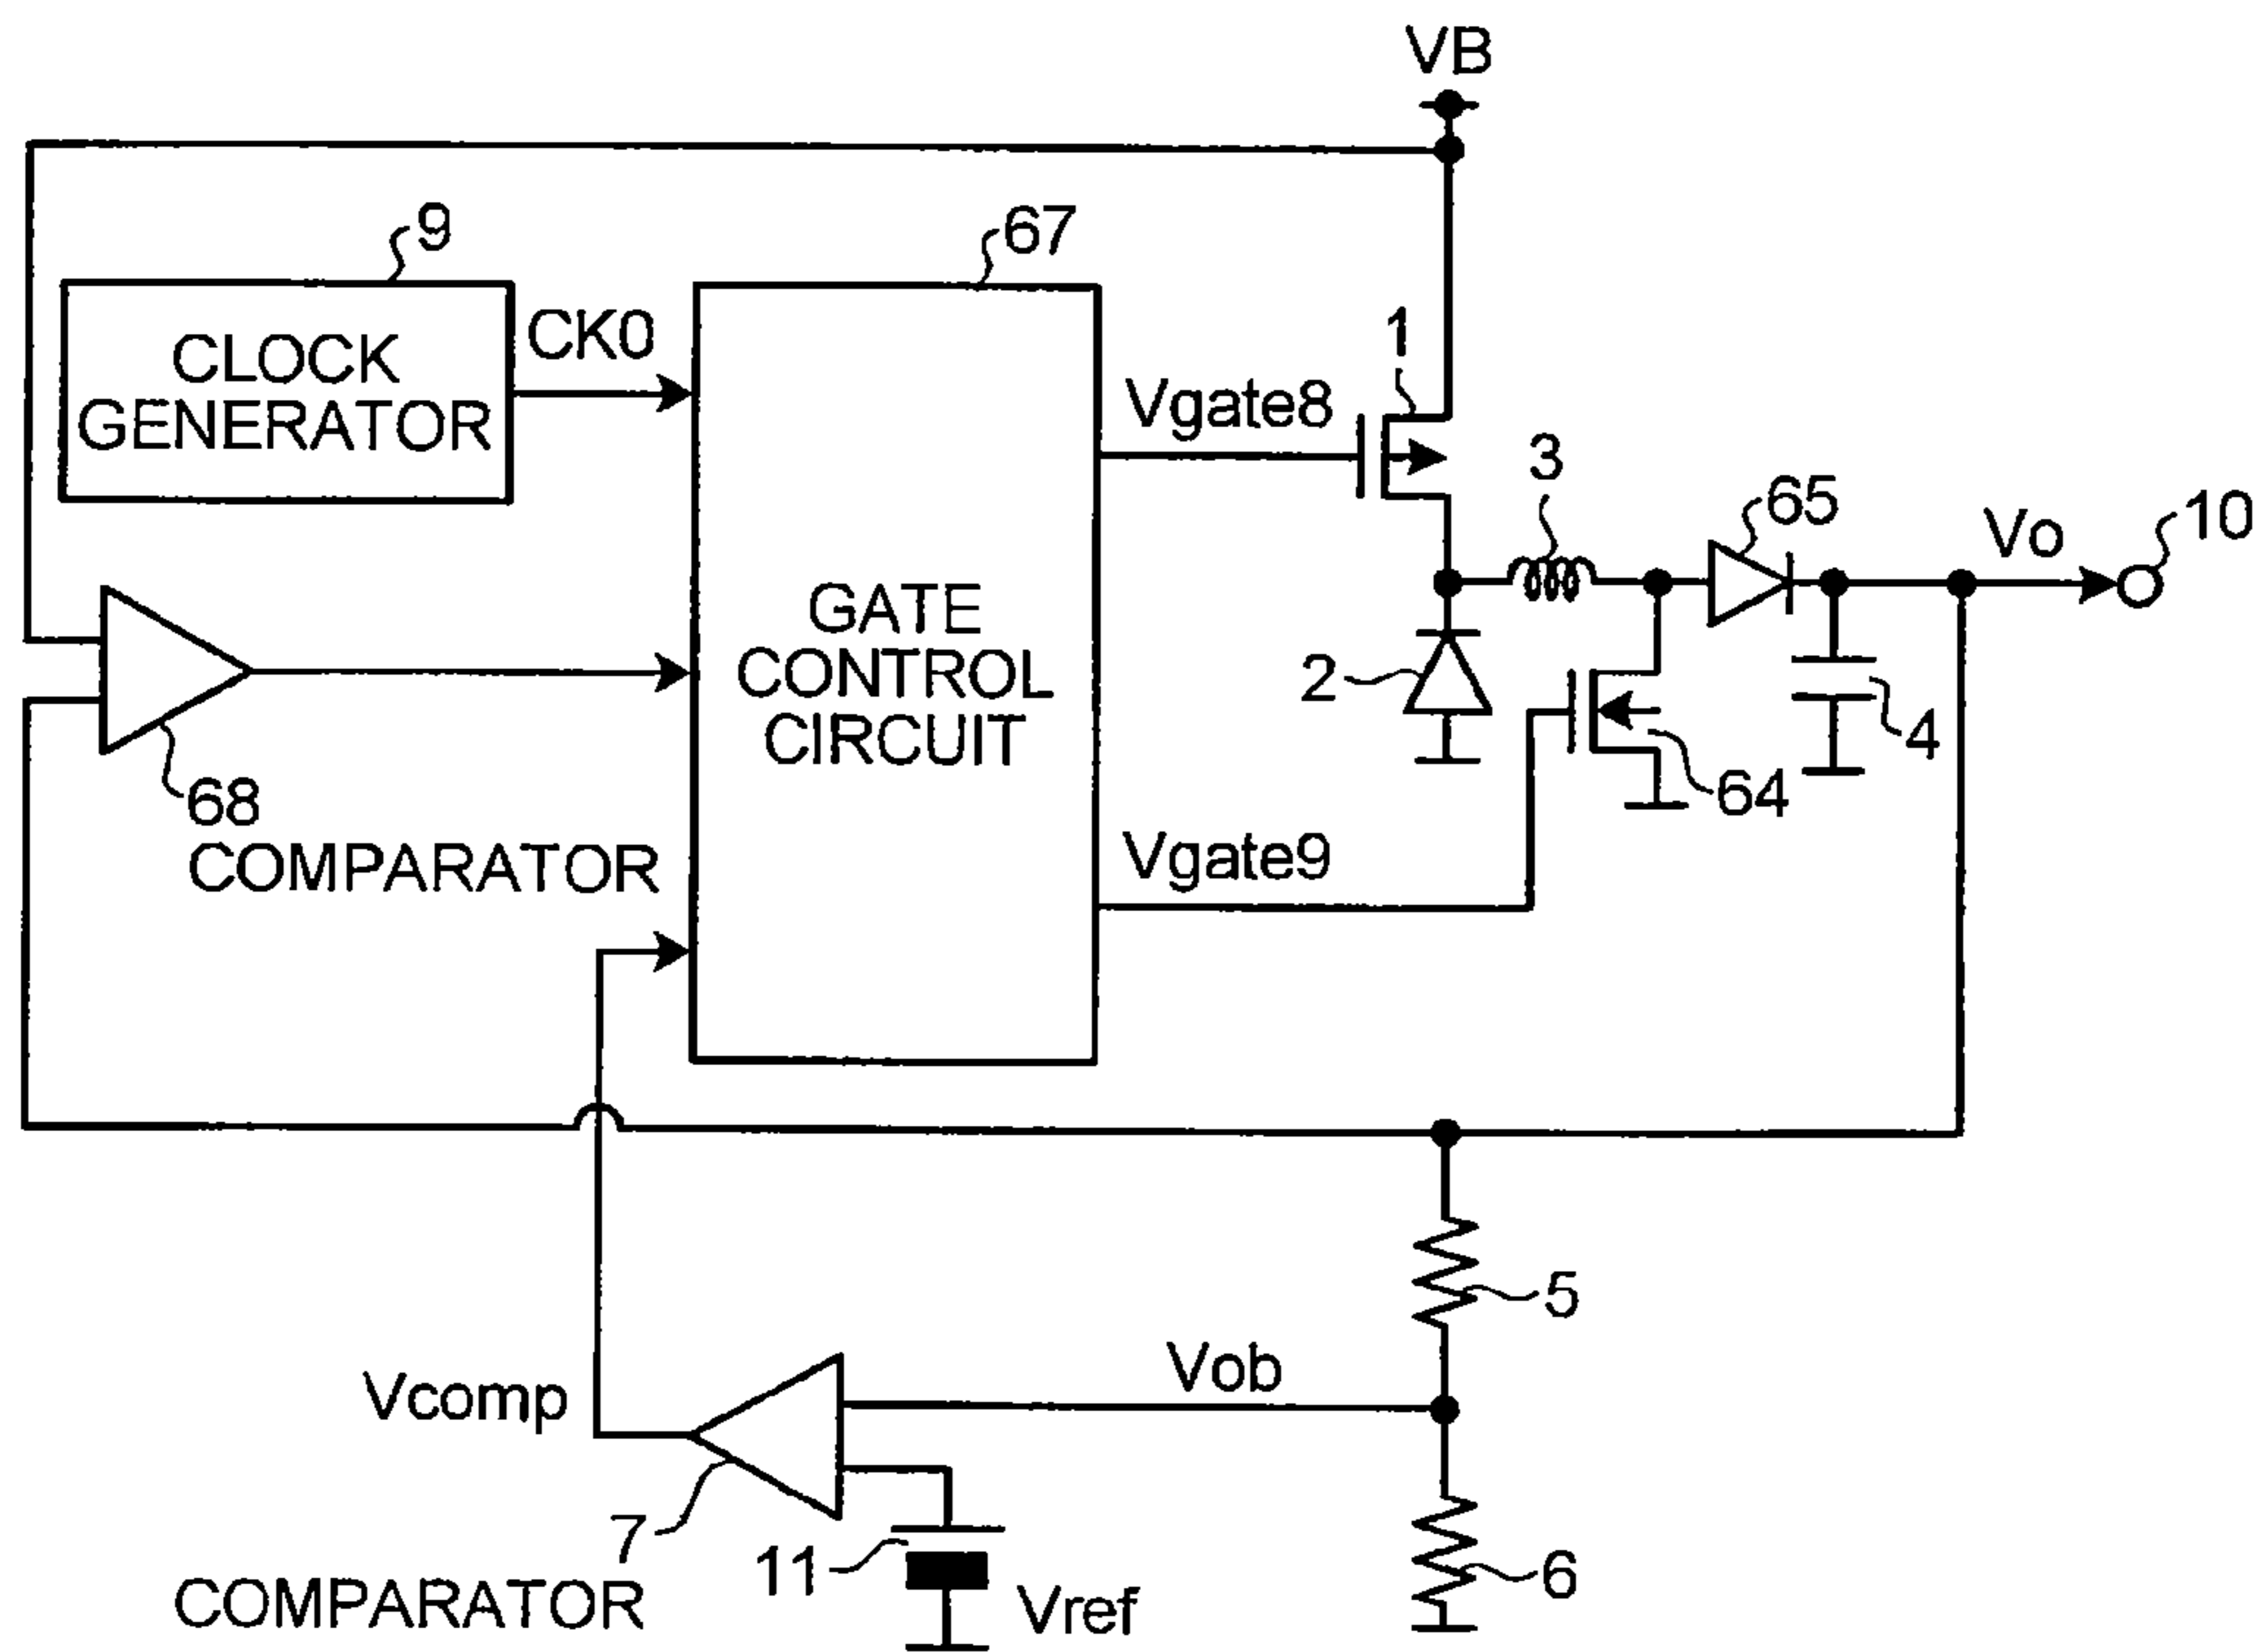 VB
9
67
CLOCK
GENERATOR
CK0
1
Vgate8
3
65
Vo
10
GATE
CONTROL
CIRCUIT
2
4
64
68
COMPARATOR
Vgate9
5
Vob
Vcomp
7
11
COMPARATOR
Vref
6